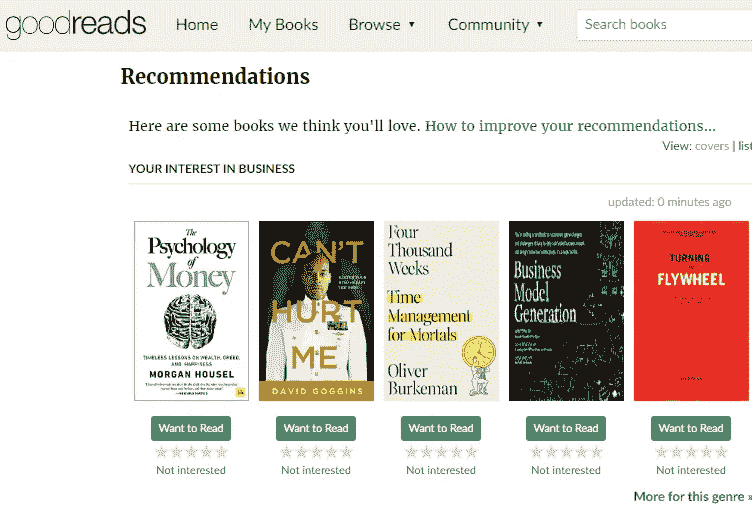 goodreads Home My Books Browse ▼ Community ▼ Search books
Recommendations
Here are some books we think you'll love. How to improve your recommendations...
View: covers | list
YOUR INTEREST IN BUSINESS
updated: 0 minutes ago
The
Psychology
of
Money
TIMELESS LESSONS ON WEALTH, GREED,
AND HAPPINESS
MORGAN HOUSEL
CAN'T
HURT
ME
DAVID GOGGINS
Four
Thousand
Weeks
Time
Management
for Mortals
Oliver
Burkeman
Business
Model
Generation
TURNING
FLYWHEEL
Want to Read Want to Read Want to Read Want to Read Want to Read
Not interested Not interested Not interested Not interested Not interested
More for this genre »